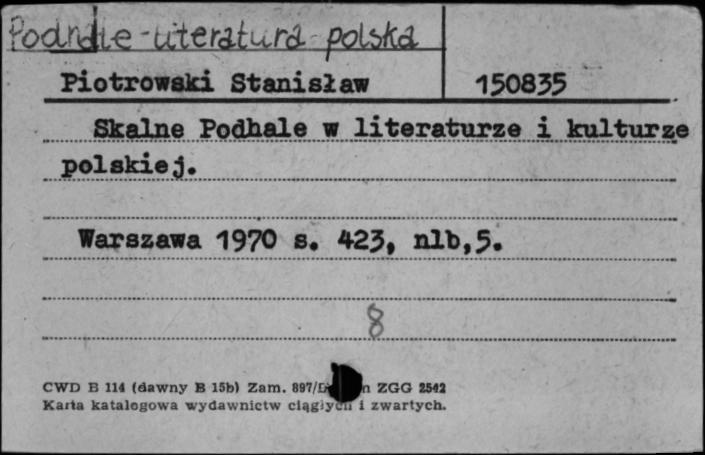 Podhale-literatura polska
Piotrowski Stanisław 150835
Skalne Podhale w literaturze i kulturze
polskiej.
Warszawa 1970 s. 423, nlb,5.
8
CWD B 114 (dawny B 15b) Zam. 897/ n ZGG 2542
Karta katalogowa wydawnictw ciągłych i zwartych.